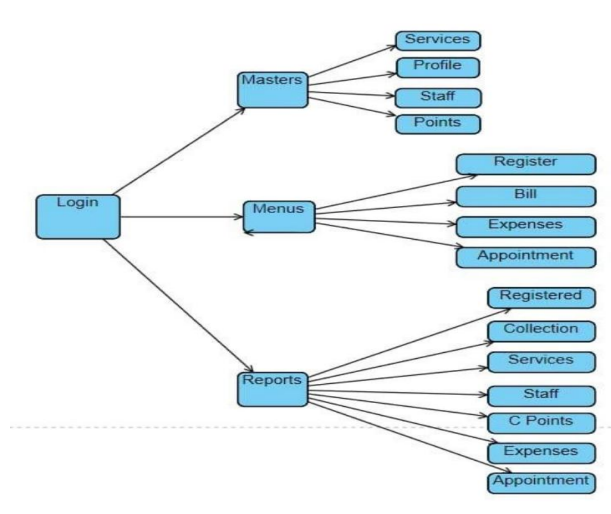 Services
Profile
Masters
Staff
Points
Register
Login
Bill
Menus
Expenses
Appointment
Registered
Collection
Services
Reports
Staff
C Points
Expenses
Appointment